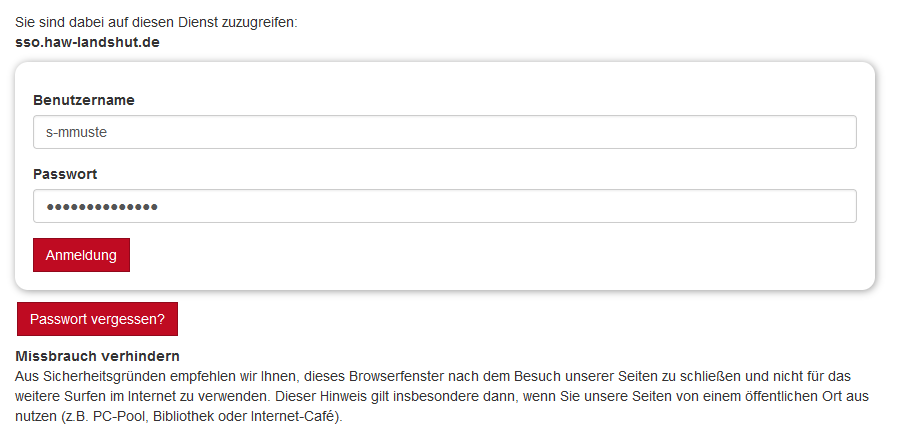 Sie sind dabei auf diesen Dienst zuzugreifen:
sso.haw-landshut.de
Benutzername
s-mmuste
Passwort
●●●●●●●●●●●●●●
Anmeldung
Passwort vergessen?
Missbrauch verhindern
Aus Sicherheitsgründen empfehlen wir Ihnen, dieses Browserfenster nach dem Besuch unserer Seiten zu schließen und nicht für das
weitere Surfen im Internet zu verwenden. Dieser Hinweis gilt insbesondere dann, wenn Sie unsere Seiten von einem öffentlichen Ort aus
nutzen (z.B. PC-Pool, Bibliothek oder Internet-Café).